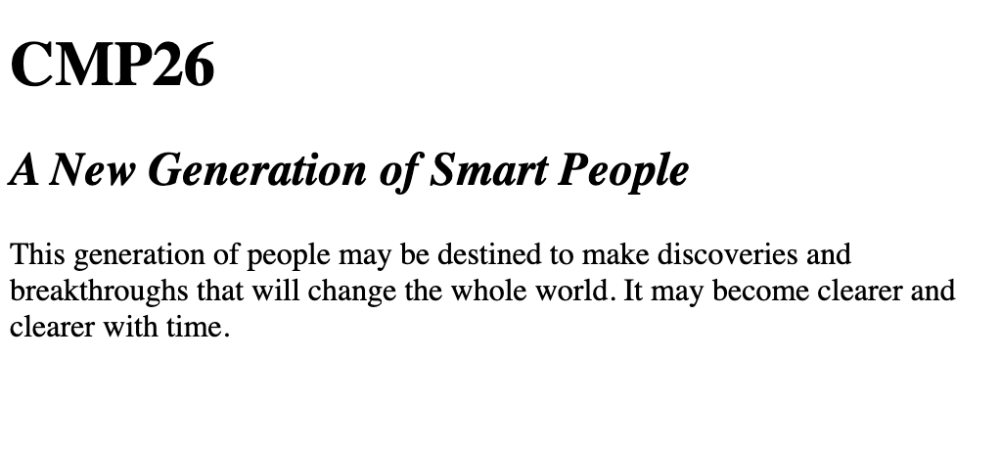 CMP26
A New Generation of Smart People
This generation of people may be destined to make discoveries and
breakthroughs that will change the whole world. It may become clearer and
clearer with time.